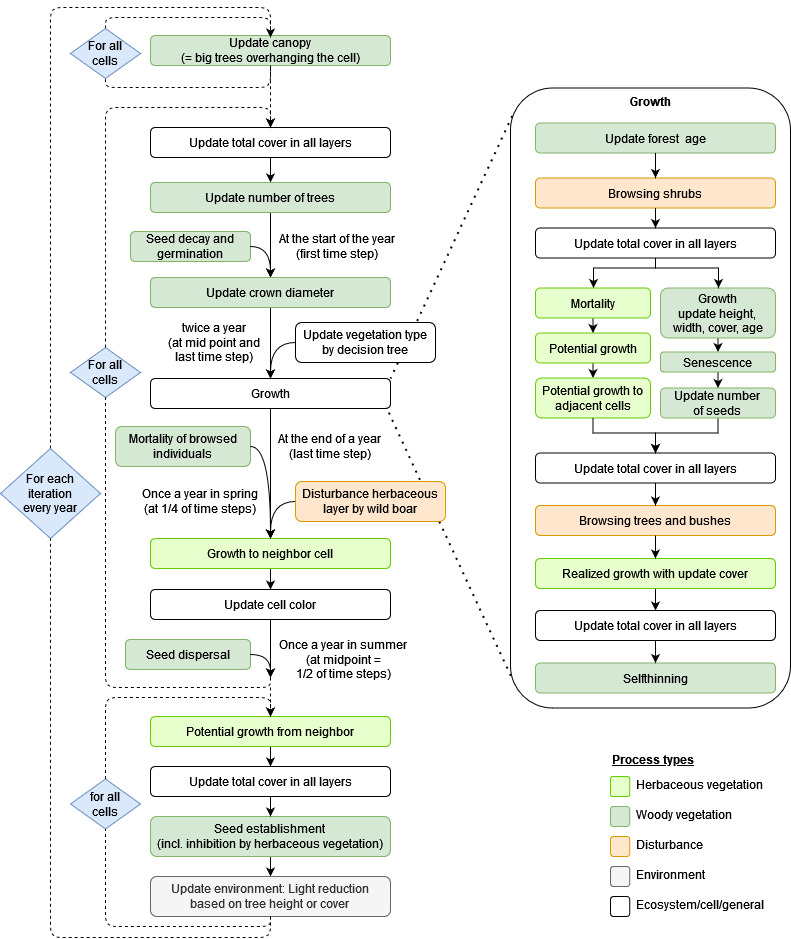 For all
cells
Update canopy
(= big trees overhanging the cell)
Update total cover in all layers
Update number of trees
Seed decay and
germination
At the start of the year
(first time step)
Update crown diameter
twice a year
(at mid point and
last time step)
Update vegetation type
by decision tree
For all
cells
Growth
Mortality of browsed
individuals
At the end of a year
(last time step)
For each
iteration
every year
Once a year in spring
(at 1/4 of time steps)
Disturbance herbaceous
layer by wild boar
Growth to neighbor cell
Update cell color
Seed dispersal
Once a year in summer
(at midpoint =
1/2 of time steps)
Potential growth from neighbor
Update total cover in all layers
for all
cells
Seed establishment
(incl. inhibition by herbaceous vegetation)
Update environment: Light reduction
based on tree height or cover
Growth
Update forest age
Browsing shrubs
Update total cover in all layers
Mortality
Potential growth
Potential growth to
adjacent cells
Growth
update height,
width, cover, age
Senescence
Update number
of seeds
Update total cover in all layers
Browsing trees and bushes
Realized growth with update cover
Update total cover in all layers
Selfthinning
Process types
Herbaceous vegetation
Woody vegetation
Disturbance
Environment
Ecosystem/cell/general